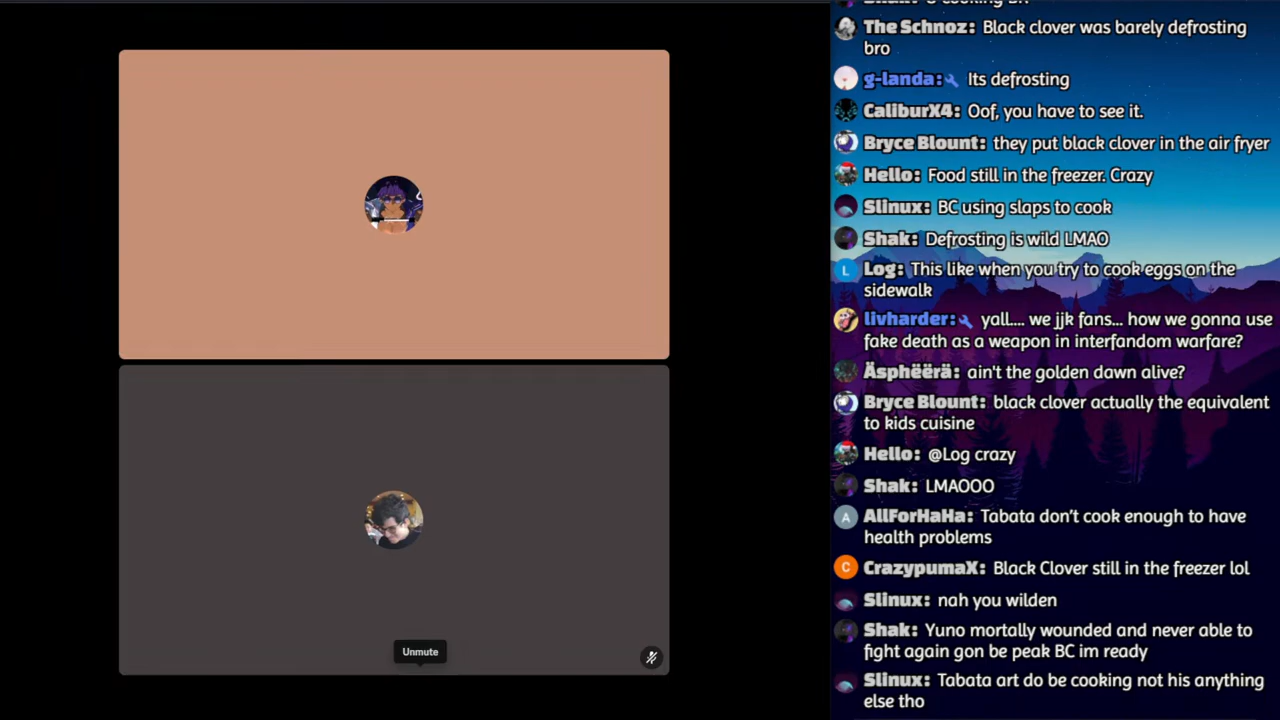 The Schnoz: Black clover was barely defrosting
bro
g-landa: Its defrosting
CaliburX4: Oof, you have to see it.
Bryce Blount: they put black clover in the air fryer
Hello: Food still in the freezer. Crazy
Slinux: BC using slaps to cook
Shak: Defrosting is wild LMAO
L Log: This like when you try to cook eggs on the
sidewalk
livharder: yall.... we jjk fans... how we gonna use
fake death as a weapon in interfandom warfare?
Äsphëërä: ain't the golden dawn alive?
Bryce Blount: black clover actually the equivalent
to kids cuisine
Hello: @Log crazy
Shak: LMAOOO
A AllForHaHa: Tabata don't cook enough to have
health problems
C CrazypumaX: Black Clover still in the freezer lol
Slinux: nah you wilden
Shak: Yuno mortally wounded and never able to
fight again gon be peak BC im ready
Slinux: Tabata art do be cooking not his anything
else tho
Unmute